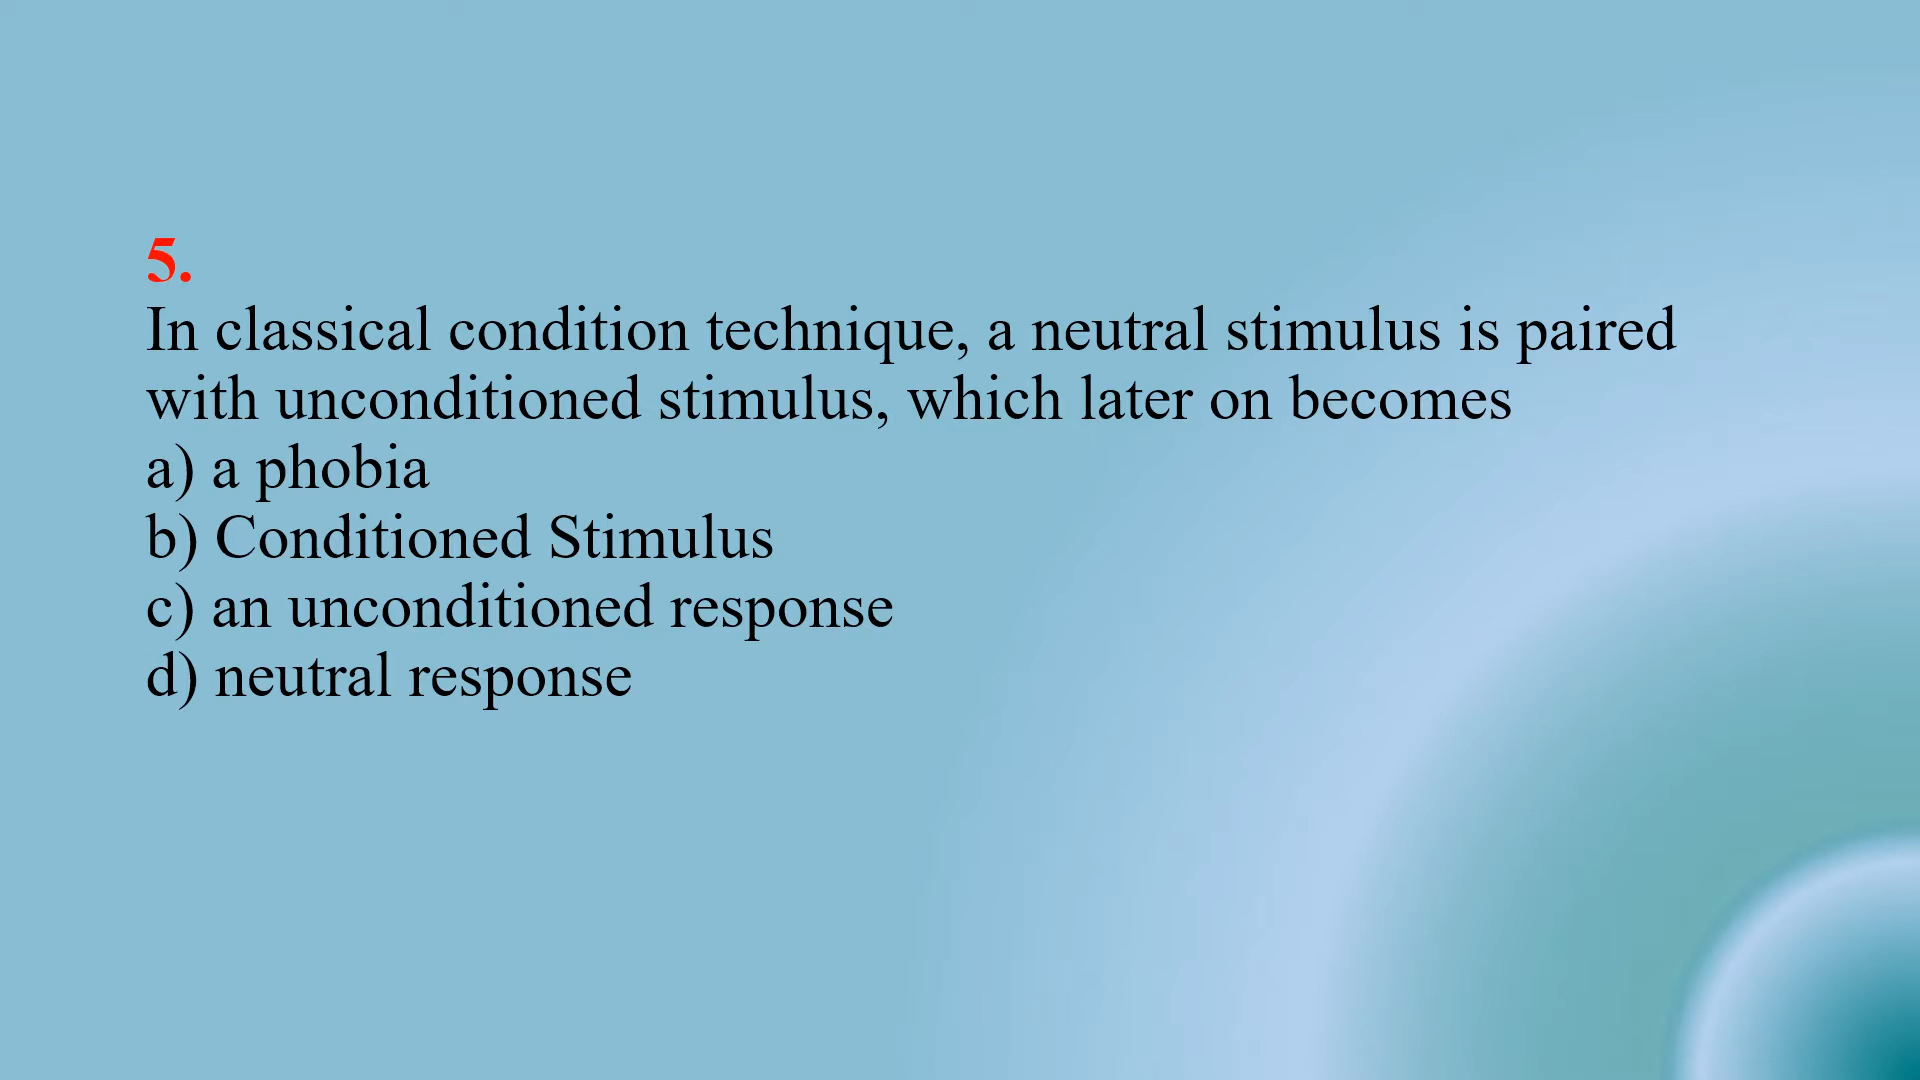 5.
In classical condition technique, a neutral stimulus is paired
with unconditioned stimulus, which later on becomes
a) a phobia
b) Conditioned Stimulus
c) an unconditioned response
d) neutral response